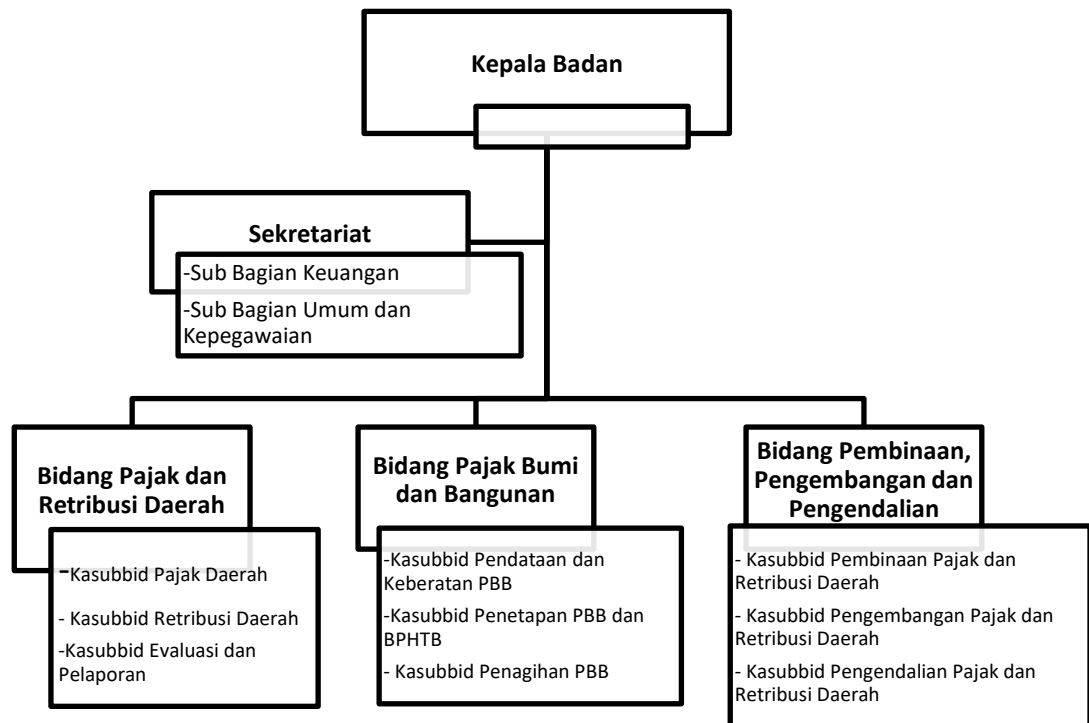 Kepala Badan
Sekretariat
-Sub Bagian Keuangan
-Sub Bagian Umum dan
Kepegawaian
Bidang Pajak dan
Retribusi Daerah
-Kasubbid Pajak Daerah
- Kasubbid Retribusi Daerah
-Kasubbid Evaluasi dan
Pelaporan
Bidang Pajak Bumi
dan Bangunan
-Kasubbid Pendataan dan
Keberatan PBB
-Kasubbid Penetapan PBB dan
BPHTB
- Kasubbid Penagihan PBB
Bidang Pembinaan,
Pengembangan dan
Pengendalian
- Kasubbid Pembinaan Pajak dan
Retribusi Daerah
- Kasubbid Pengembangan Pajak dan
Retribusi Daerah
- Kasubbid Pengendalian Pajak dan
Retribusi Daerah